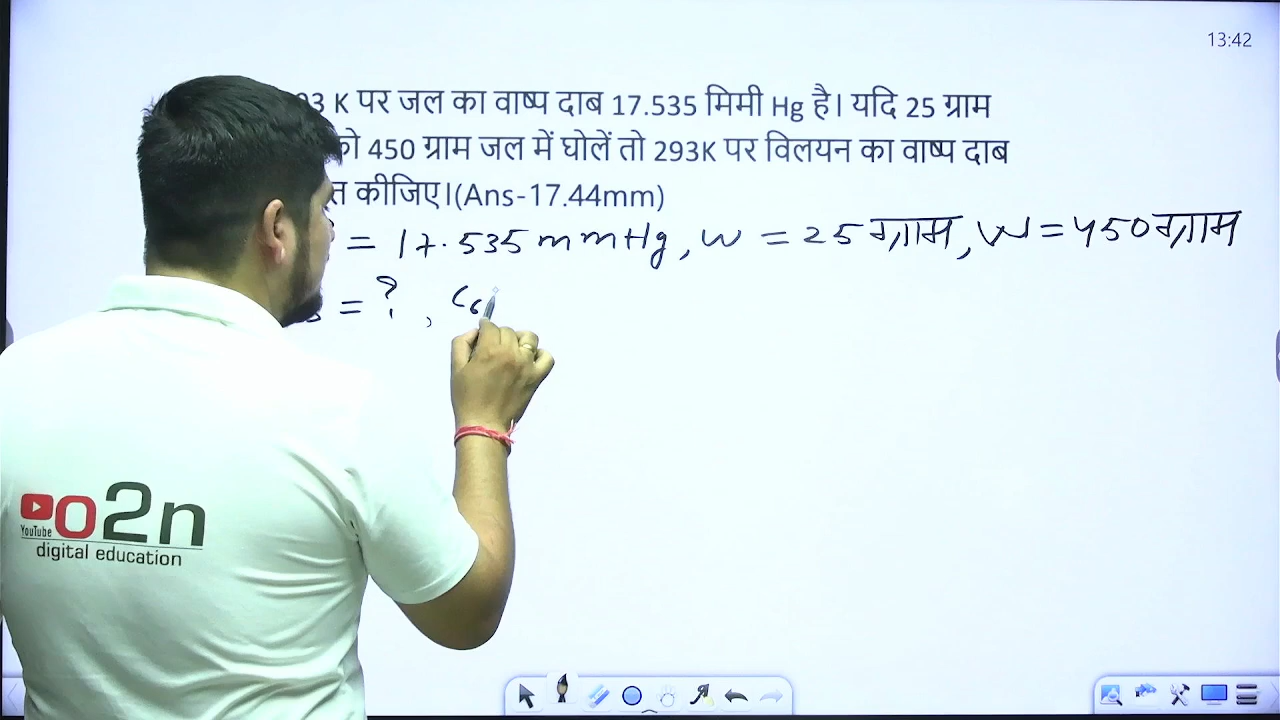 13:42
93 K पर जल का वाष्प दाब 17.535 मिमी Hg है। यदि 25 ग्राम
को 450 ग्राम जल में घोलें तो 293K पर विलयन का वाष्प दाब
त कीजिए।(Ans-17.44mm)
= 17.535 mmHg, w = 25 ग्राम, W = 450 ग्राम
= ? , C6
YouTube o2n
digital education